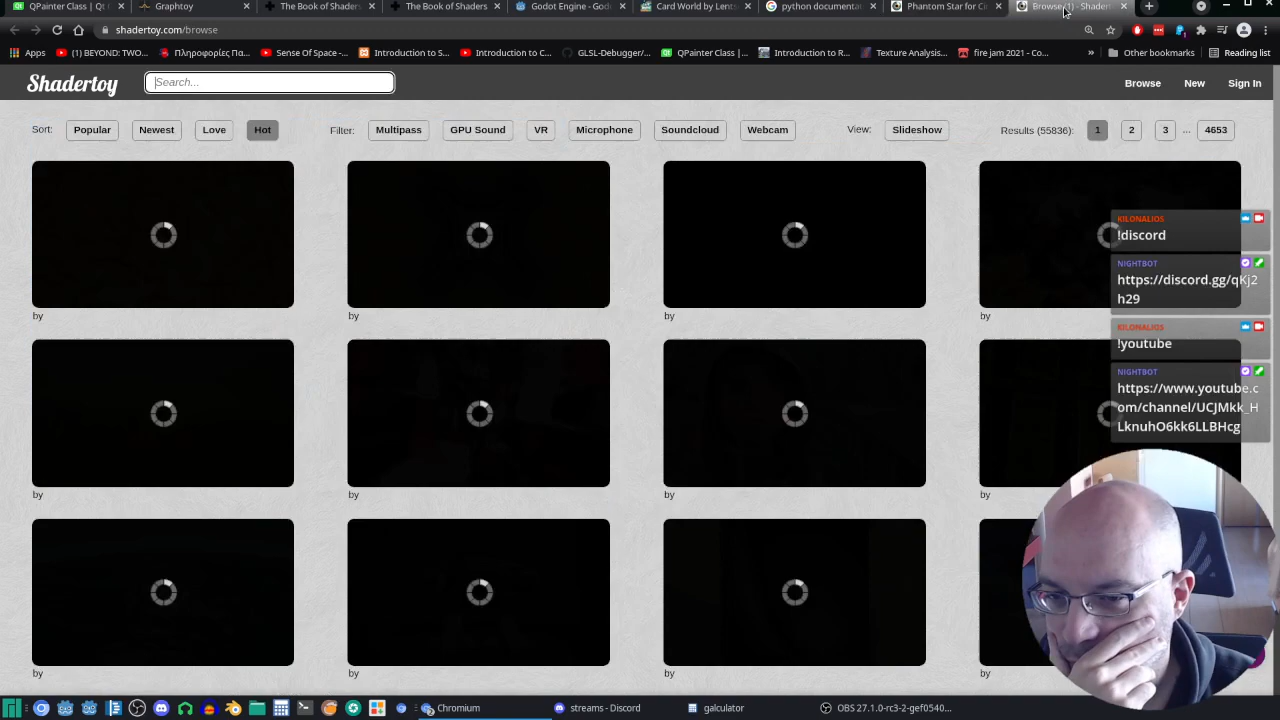 QPainter Class | Qt
Graphtoy
The Book of Shaders
The Book of Shaders
Godot Engine - God
Card World by Lents
python documentat
Phantom Star for Ci
Browse(1) - Shadert
shadertoy.com/browse
Apps
(1) BEYOND: TWO...
Πληροφορίες Πα...
Sense Of Space -...
Introduction to S...
Introduction to C...
GLSL-Debugger/...
QPainter Class |...
Introduction to R...
Texture Analysis...
fire jam 2021 - Co...
»
Other bookmarks
Reading list
Shadertoy
Search...
Browse
New
Sign In
Sort:
Popular
Newest
Love
Hot
Filter:
Multipass
GPU Sound
VR
Microphone
Soundcloud
Webcam
View:
Slideshow
Results (55836):
1
2
3
...
4653
by
by
by
by
by
by
by
by
by
by
by
by
KILONALIOS
!discord
NIGHTBOT
https://discord.gg/qKj2
h29
KILONALIOS
!youtube
NIGHTBOT
https://www.youtube.c
om/channel/UCJMkk_H
LknuhO6kk6LLBHcg
Chromium
streams - Discord
galculator
OBS 27.1.0-rc3-2-gef0540...